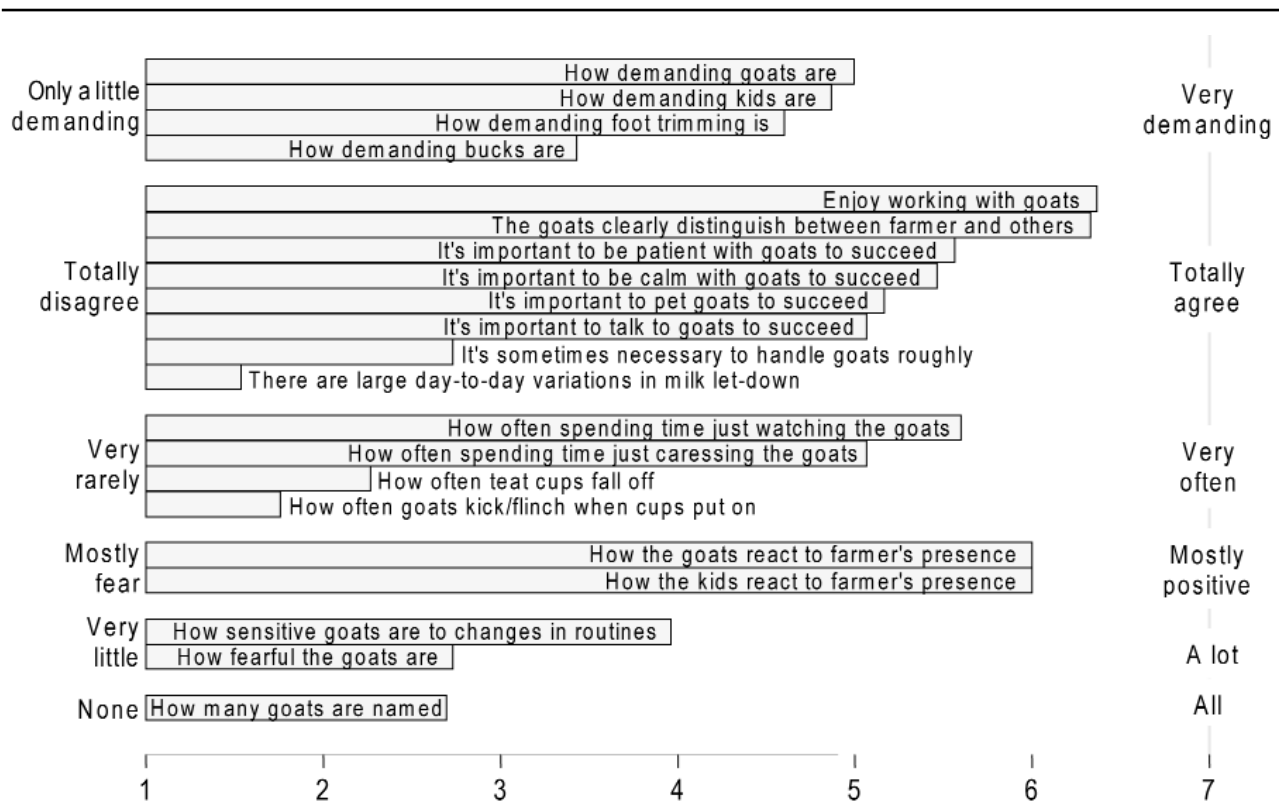 How demanding goats are
How demanding kids are
How demanding foot trimming is
How demanding bucks are
Only a little
demanding
Very
demanding
Enjoy working with goats
The goats clearly distinguish between farmer and others
It's important to be patient with goats to succeed
It's important to be calm with goats to succeed
It's important to pet goats to succeed
It's important to talk to goats to succeed
It's sometimes necessary to handle goats roughly
There are large day-to-day variations in milk let-down
Totally
disagree
Totally
agree
How often spending time just watching the goats
How often spending time just caressing the goats
How often teat cups fall off
How often goats kick/flinch when cups put on
Very
rarely
Very
often
How the goats react to farmer's presence
How the kids react to farmer's presence
Mostly
fear
Mostly
positive
How sensitive goats are to changes in routines
How fearful the goats are
Very
little
A lot
None
How many goats are named
All
1 2 3 4 5 6 7